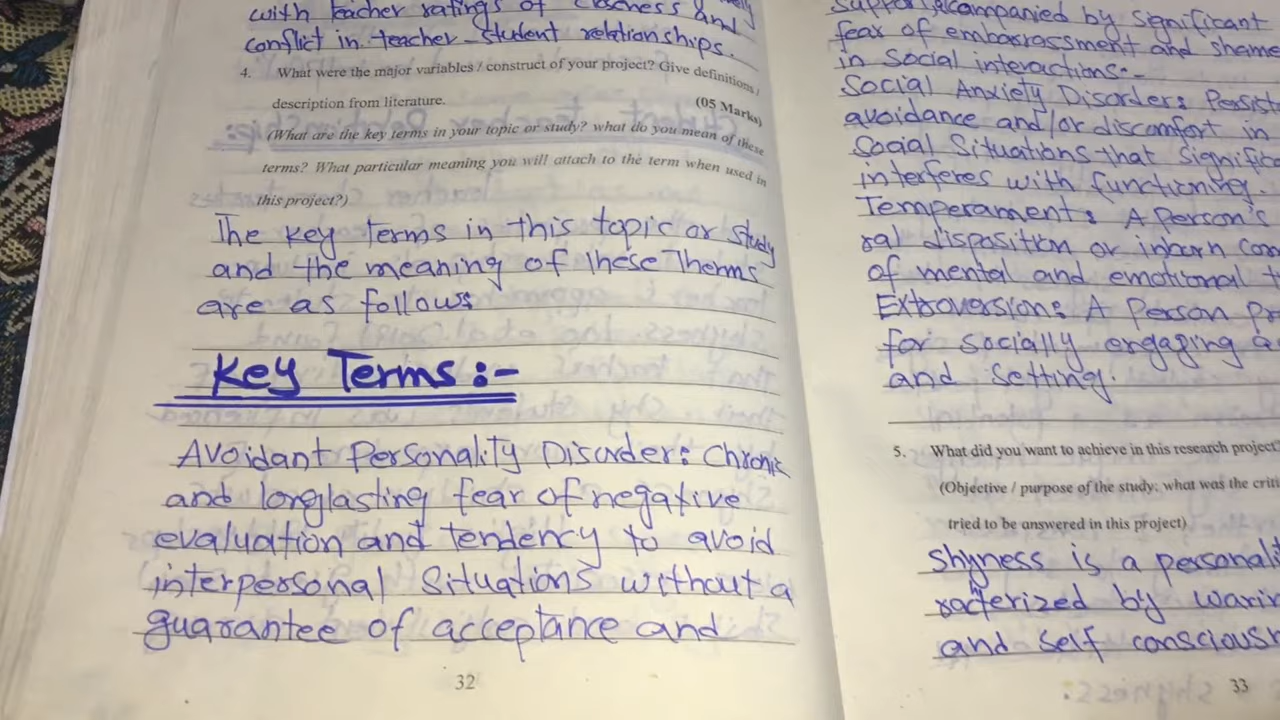 with teacher ratings of closeness and
conflict in teacher-student reletionships.
4. What were the major variables / construct of your project? Give definitions /
description from literature. (05 Marks)
(What are the key terms in your topic or study? what do you mean of these
terms? What particular meaning you will attach to the term when used in
this project?)
The key terms in this topic or study
and the meaning of these Therms
are as follows
Key Terms:-
Avoidant Personality Disorder: Chronic
and longlasting fear of negative
evaluation and tendency to avoid
interpersonal Situations without a
guarantee of acceptance and
32
accompanied by significant
fear of embarrassment and shame
in Social interactions:-
Social Anxiety Disorder: Persist
avoidance and/or discomfort in
Social Situations that Signific
interferes with functioning.
Temperament: A Person's
ral disposition or inborn com
of mental and emotional t
Extroversion: A Person pr
for socially engaging a
and setting.
5. What did you want to achieve in this research project
(Objective / purpose of the study; what was the criti
tried to be answered in this project)
Shyness is a personalit
racterized by warin
and self consciousn
33